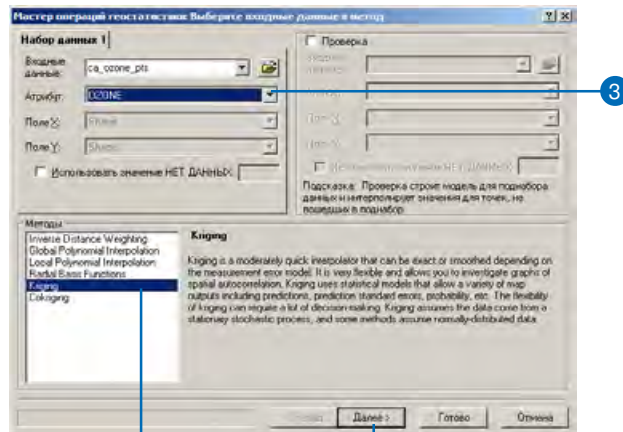 Мастер операций геостатистики: Выберите входные данные и метод
Набор данных 1
Проверка
Входные данные:
ca_ozone_pts
Атрибут:
OZONE
3
Поле X:
Shape
Поле Y:
Shape
Использовать значение НЕТ ДАННЫХ:
Подсказка: Проверка строит модель для поднабора
данных и интерполирует значения для точек, не
вошедших в поднабор.
Методы
Inverse Distance Weighting
Global Polynomial Interpolation
Local Polynomial Interpolation
Radial Basis Functions
Kriging
Cokriging
Kriging
Kriging is a moderately quick interpolator that can be exact or smoothed depending on
the measurement error model. It is very flexible and allows you to investigate graphs of
spatial autocorrelation. Kriging uses statistical models that allow a variety of map
outputs including predictions, prediction standard errors, probability, etc. The flexibility
of kriging can require a lot of decision-making. Kriging assumes the data come from a
stationary stochastic process, and some methods assume normally-distributed data.
Далее >
Готово
Отмена